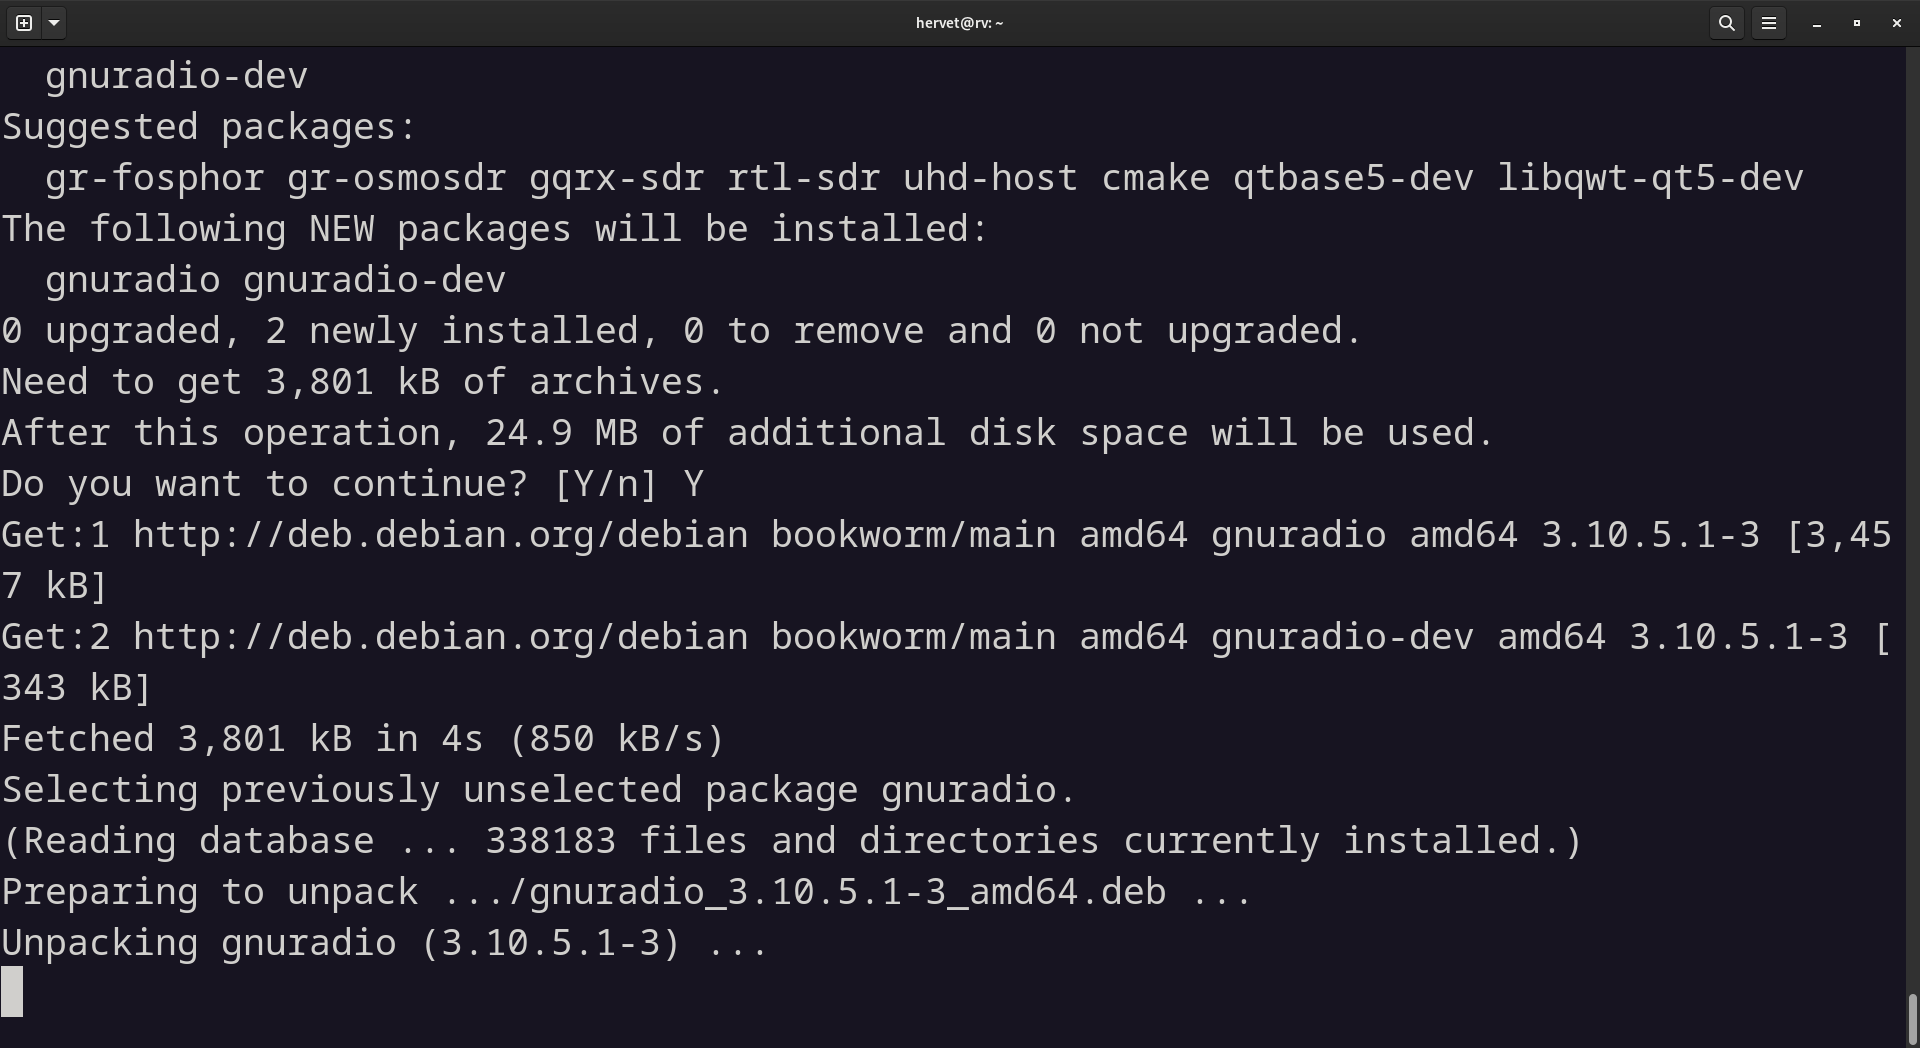 hervet@rv: ~
gnuradio-dev
Suggested packages:
gr-fosphor gr-osmosdr gqrx-sdr rtl-sdr uhd-host cmake qtbase5-dev libqwt-qt5-dev
The following NEW packages will be installed:
gnuradio gnuradio-dev
0 upgraded, 2 newly installed, 0 to remove and 0 not upgraded.
Need to get 3,801 kB of archives.
After this operation, 24.9 MB of additional disk space will be used.
Do you want to continue? [Y/n] Y
Get:1 http://deb.debian.org/debian bookworm/main amd64 gnuradio amd64 3.10.5.1-3 [3,45
7 kB]
Get:2 http://deb.debian.org/debian bookworm/main amd64 gnuradio-dev amd64 3.10.5.1-3 [
343 kB]
Fetched 3,801 kB in 4s (850 kB/s)
Selecting previously unselected package gnuradio.
(Reading database ... 338183 files and directories currently installed.)
Preparing to unpack .../gnuradio_3.10.5.1-3_amd64.deb ...
Unpacking gnuradio (3.10.5.1-3) ...